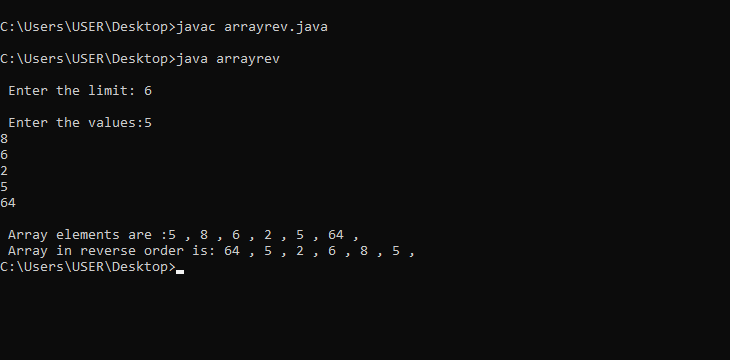 C:\Users\USER\Desktop>javac arrayrev.java
C:\Users\USER\Desktop>java arrayrev
Enter the limit: 6
Enter the values:5
8
6
2
5
64
Array elements are :5 , 8 , 6 , 2 , 5 , 64 ,
Array in reverse order is: 64 , 5 , 2 , 6 , 8 , 5 ,
C:\Users\USER\Desktop>